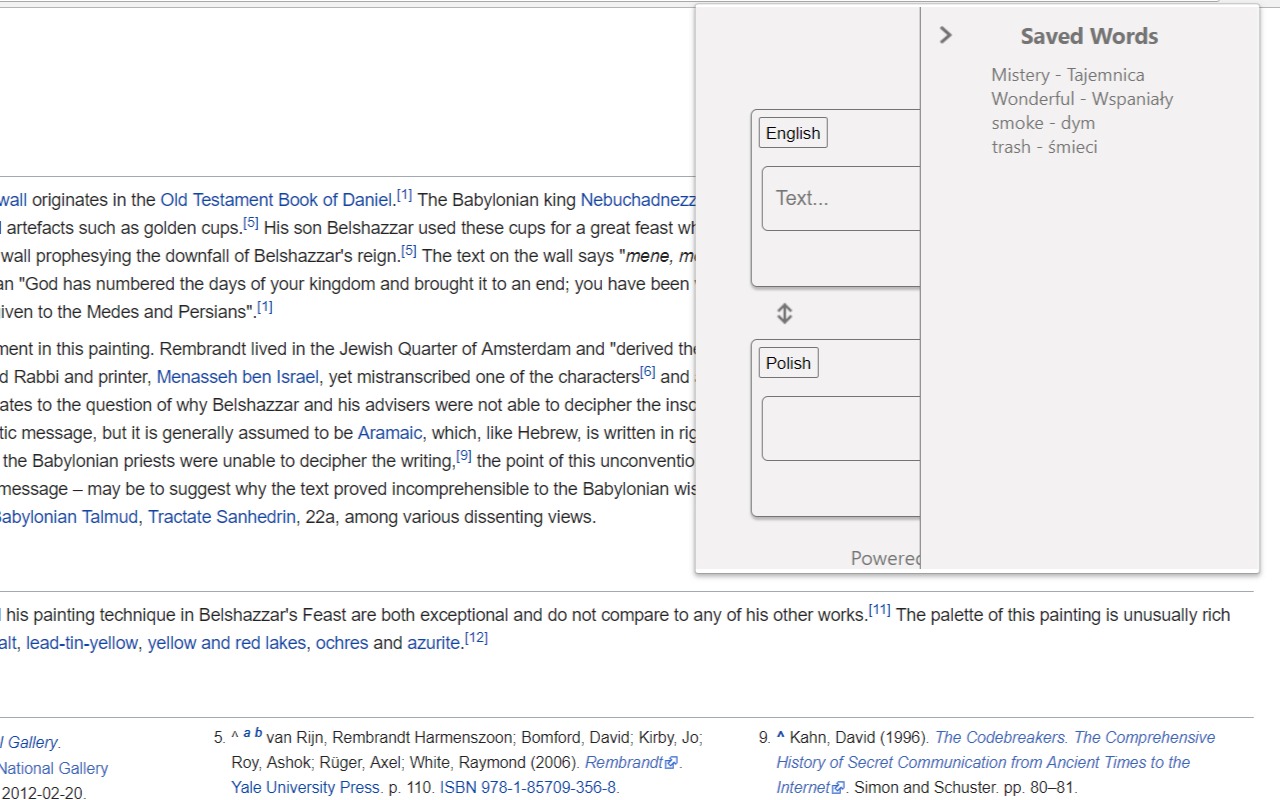 wall originates in the Old Testament Book of Daniel.[1] The Babylonian king Nebuchadnezz
artefacts such as golden cups.[5] His son Belshazzar used these cups for a great feast wh
wall prophesying the downfall of Belshazzar's reign.[5] The text on the wall says "mene, m
an "God has numbered the days of your kingdom and brought it to an end; you have been
iven to the Medes and Persians".[1]
ment in this painting. Rembrandt lived in the Jewish Quarter of Amsterdam and "derived the
d Rabbi and printer, Menasseh ben Israel, yet mistranscribed one of the characters[6] and
ates to the question of why Belshazzar and his advisers were not able to decipher the insc
tic message, but it is generally assumed to be Aramaic, which, like Hebrew, is written in rig
the Babylonian priests were unable to decipher the writing,[9] the point of this unconventio
message – may be to suggest why the text proved incomprehensible to the Babylonian wis
Babylonian Talmud, Tractate Sanhedrin, 22a, among various dissenting views.
English
Text...
Polish
Powered
Saved Words
Mistery - Tajemnica
Wonderful - Wspaniały
smoke - dym
trash - śmieci
his painting technique in Belshazzar's Feast are both exceptional and do not compare to any of his other works.[11] The palette of this painting is unusually rich
alt, lead-tin-yellow, yellow and red lakes, ochres and azurite.[12]
l Gallery.
National Gallery
2012-02-20.
5. ^ a b van Rijn, Rembrandt Harmenszoon; Bomford, David; Kirby, Jo;
Roy, Ashok; Rüger, Axel; White, Raymond (2006). Rembrandt.
Yale University Press. p. 110. ISBN 978-1-85709-356-8.
9. ^ Kahn, David (1996). The Codebreakers. The Comprehensive
History of Secret Communication from Ancient Times to the
Internet. Simon and Schuster. pp. 80–81.